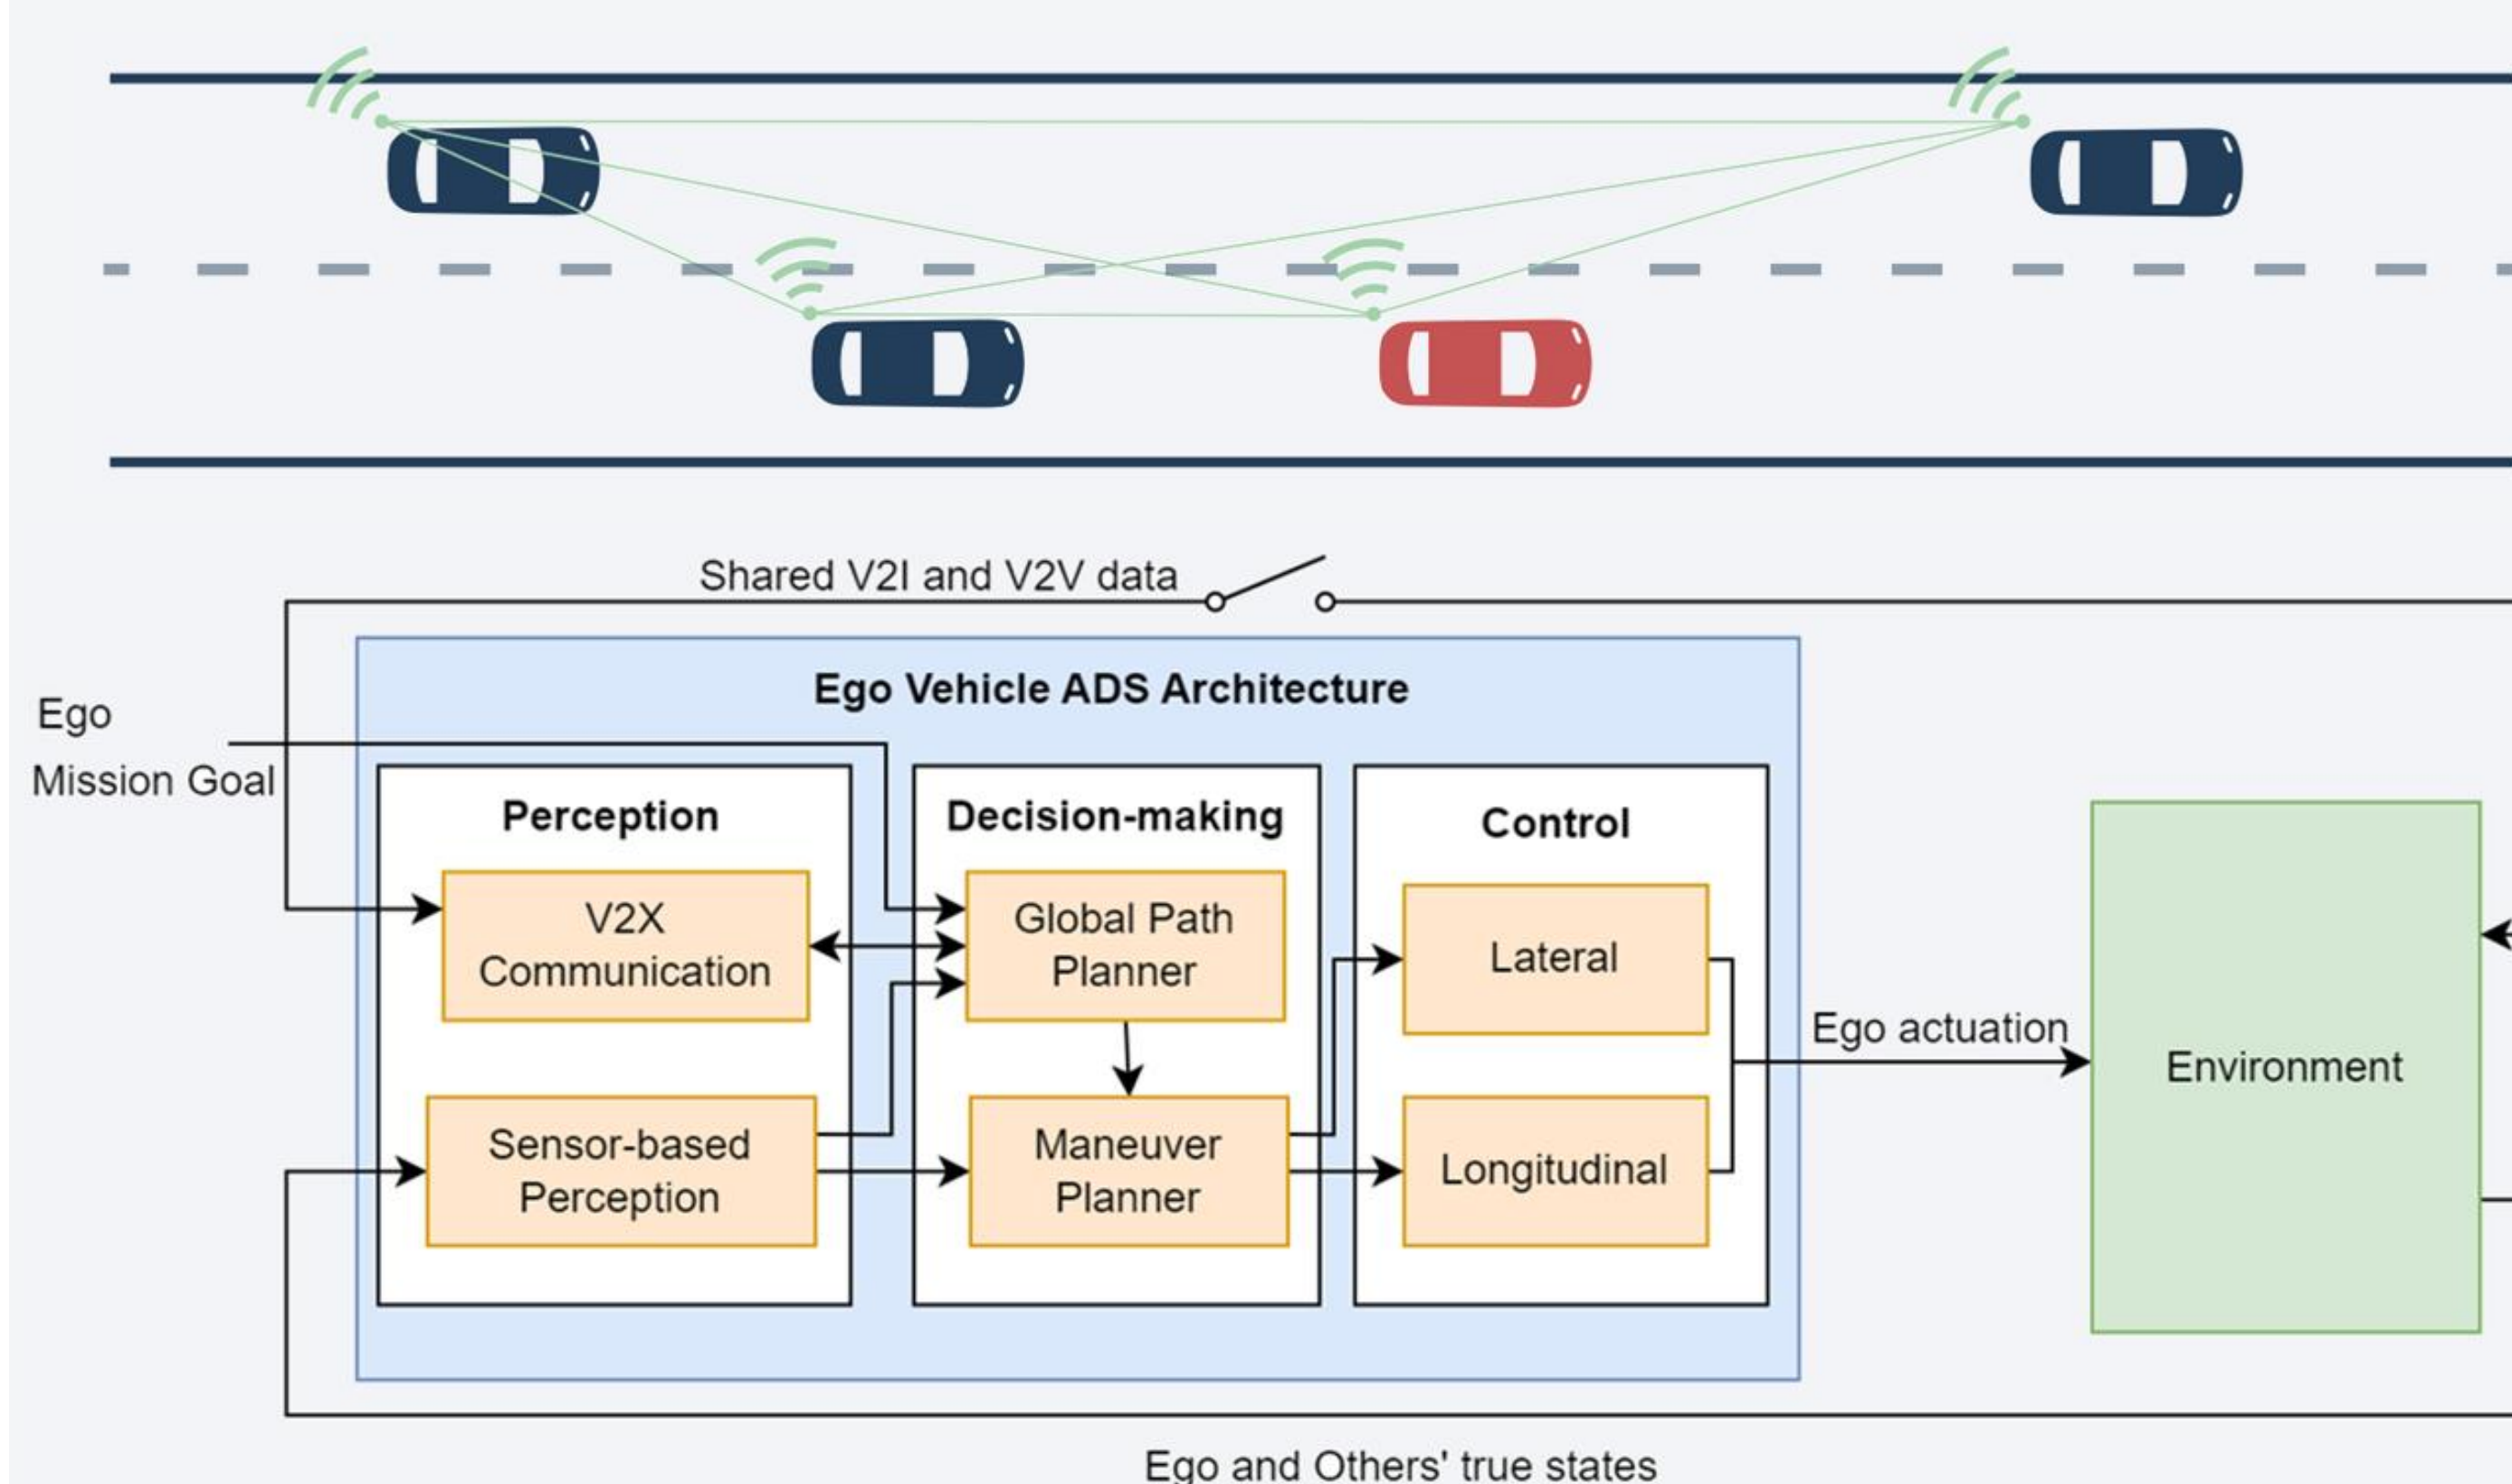 Shared V2I and V2V data
Ego Vehicle ADS Architecture
Ego
Mission Goal
Perception
V2X
Communication
Sensor-based
Perception
Decision-making
Global Path
Planner
Maneuver
Planner
Control
Lateral
Longitudinal
Ego actuation
Environment
Ego and Others' true states